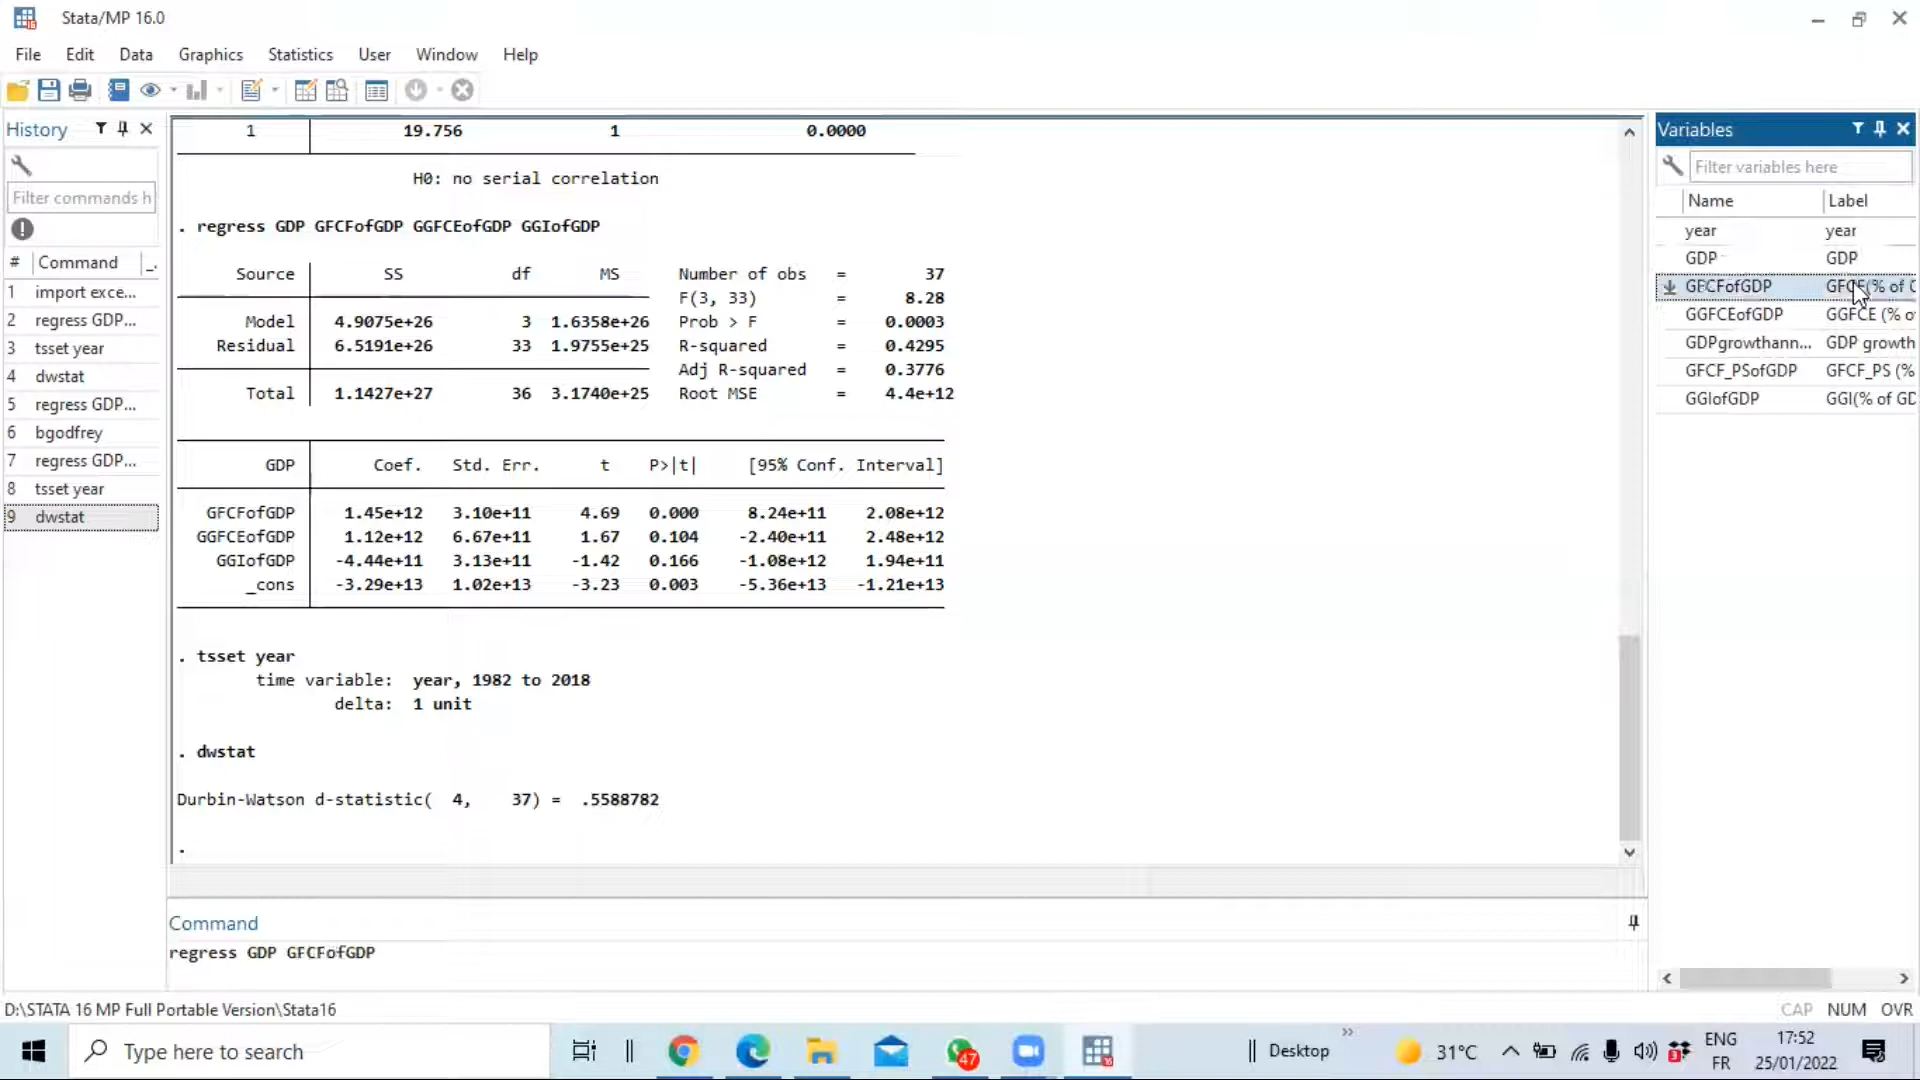 Stata/MP 16.0
File Edit Data Graphics Statistics User Window Help
History
Filter commands h
# Command
1 import exce...
2 regress GDP...
3 tsset year
4 dwstat
5 regress GDP...
6 bgodfrey
7 regress GDP...
8 tsset year
9 dwstat
1 19.756 1 0.0000
H0: no serial correlation
. regress GDP GFCFofGDP GGFCEofGDP GGIofGDP
Source SS df MS Number of obs = 37
F(3, 33) = 8.28
Model 4.9075e+26 3 1.6358e+26 Prob > F = 0.0003
Residual 6.5191e+26 33 1.9755e+25 R-squared = 0.4295
Adj R-squared = 0.3776
Total 1.1427e+27 36 3.1740e+25 Root MSE = 4.4e+12
GDP Coef. Std. Err. t P>|t| [95% Conf. Interval]
GFCFofGDP 1.45e+12 3.10e+11 4.69 0.000 8.24e+11 2.08e+12
GGFCEofGDP 1.12e+12 6.67e+11 1.67 0.104 -2.40e+11 2.48e+12
GGIofGDP -4.44e+11 3.13e+11 -1.42 0.166 -1.08e+12 1.94e+11
_cons -3.29e+13 1.02e+13 -3.23 0.003 -5.36e+13 -1.21e+13
. tsset year
time variable: year, 1982 to 2018
delta: 1 unit
. dwstat
Durbin-Watson d-statistic( 4, 37) = .5588782
.
Command
regress GDP GFCFofGDP
Variables
Filter variables here
Name Label
year year
GDP GDP
GFCFofGDP GFCF(% of
GGFCEofGDP GGFCE (% o
GDPgrowthann... GDP growth
GFCF_PSofGDP GFCF_PS (%
GGIofGDP GGI(% of GD
D:\STATA 16 MP Full Portable Version\Stata16
CAP NUM OVR
Type here to search
47
Desktop
31°C
3
ENG
FR
17:52
25/01/2022